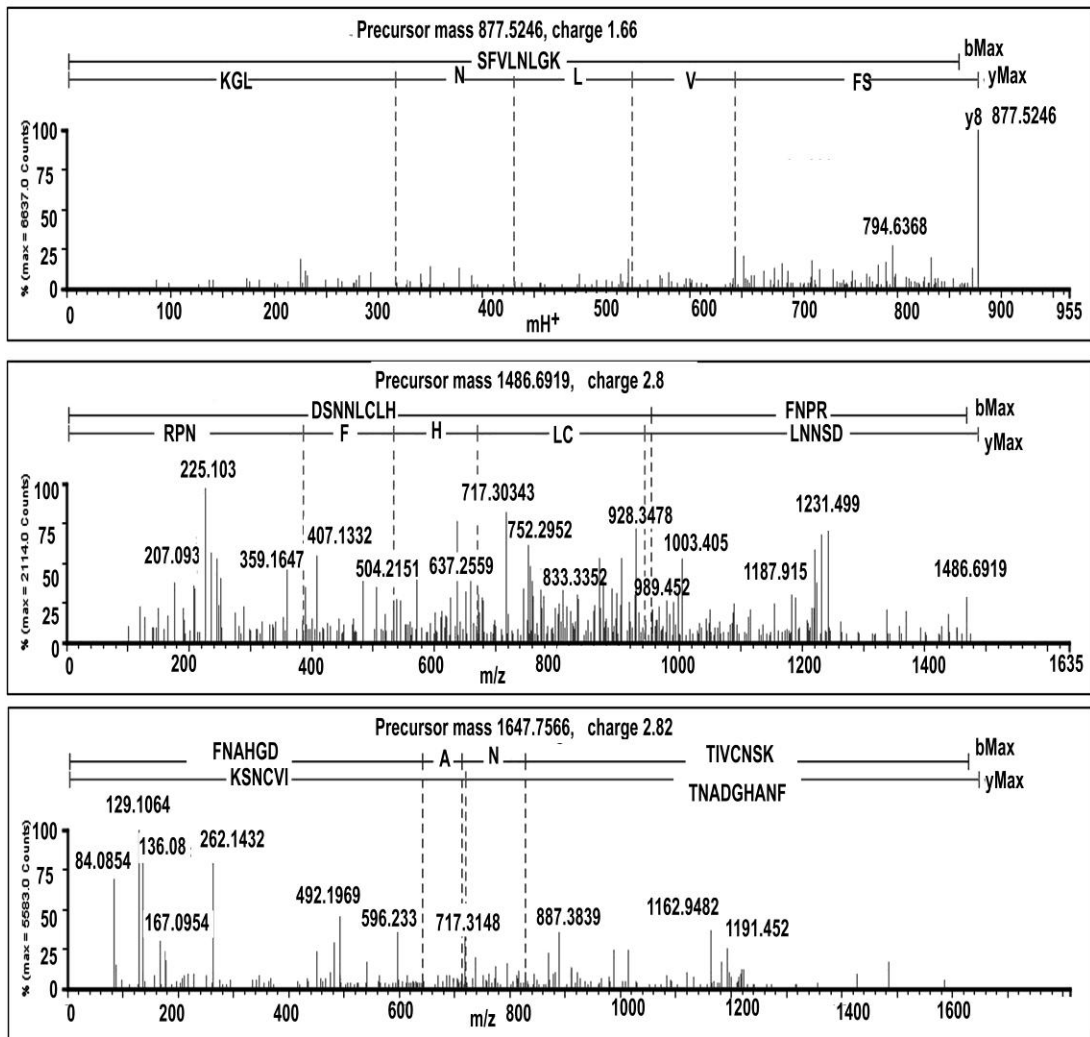 Precursor mass 877.5246, charge 1.66
SFVLNLGK bMax
KGL N L V FS yMax
y8 877.5246
794.6368
% (max = 6637.0 Counts)
100
75
50
25
0
0 100 200 300 400 500 600 700 800 900 955
mH+
Precursor mass 1486.6919, charge 2.8
DSNNLCLH FNPR bMax
RPN F H LC LNNSD yMax
225.103 717.30343 1231.499
207.093 359.1647 407.1332 504.2151 637.2559 752.2952 833.3352 928.3478 989.452 1003.405 1187.915 1486.6919
% (max = 2114.0 Counts)
100
75
50
25
0
0 200 400 600 800 1000 1200 1400 1635
m/z
Precursor mass 1647.7566, charge 2.82
FNAHGD A N TIVCNSK bMax
KSNCVI TNADGHANF yMax
129.1064
84.0854 136.08 262.1432
167.0954 492.1969 596.233 717.3148 887.3839 1162.9482 1191.452
% (max = 5583.0 Counts)
100
75
50
25
0
0 200 400 600 800 1000 1200 1400 1600
m/z